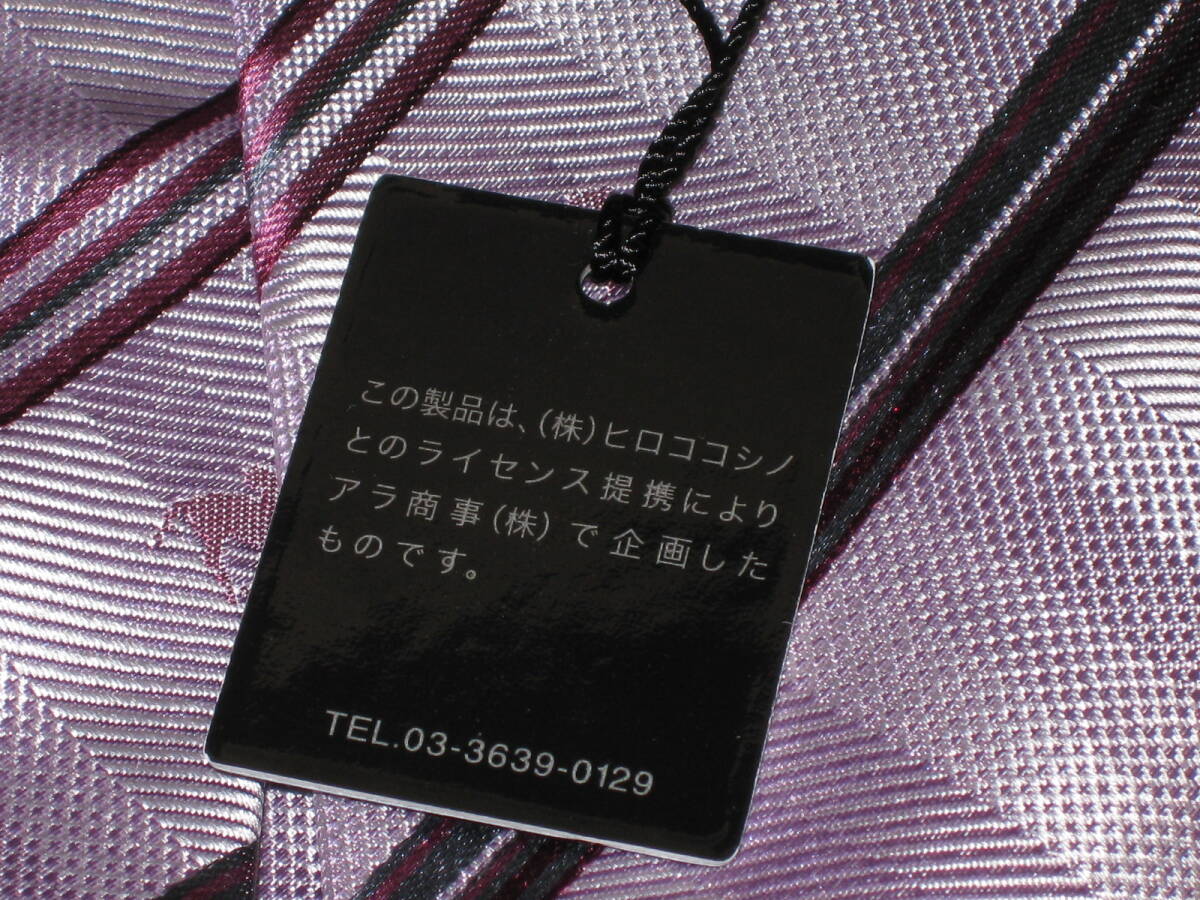 この製品は、(株)ヒロココシノ
とのライセンス提携により
アラ商事(株)で企画した
ものです。
TEL.03-3639-0129